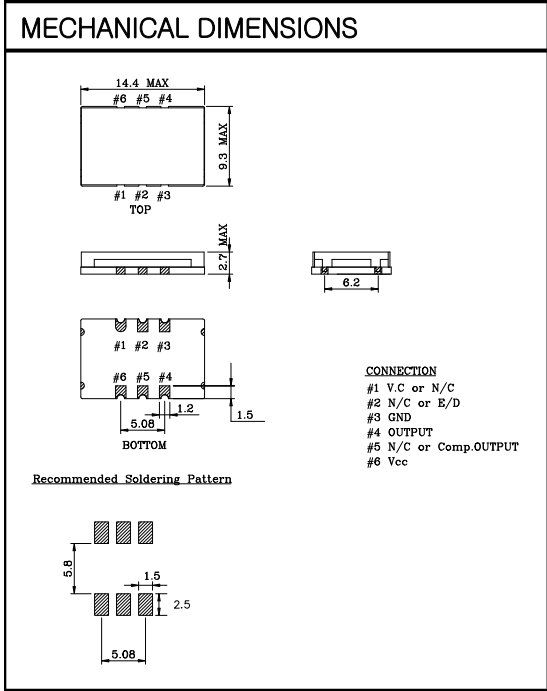 MECHANICAL DIMENSIONS
14.4 MAX
#6 #5 #4
9.3 MAX
#1 #2 #3
TOP
2.7 MAX
6.2
#1 #2 #3
#6 #5 #4
1.2
1.5
5.08
BOTTOM
CONNECTION
#1 V.C or N/C
#2 N/C or E/D
#3 GND
#4 OUTPUT
#5 N/C or Comp.OUTPUT
#6 Vcc
Recommended Soldering Pattern
5.8
1.5
2.5
5.08